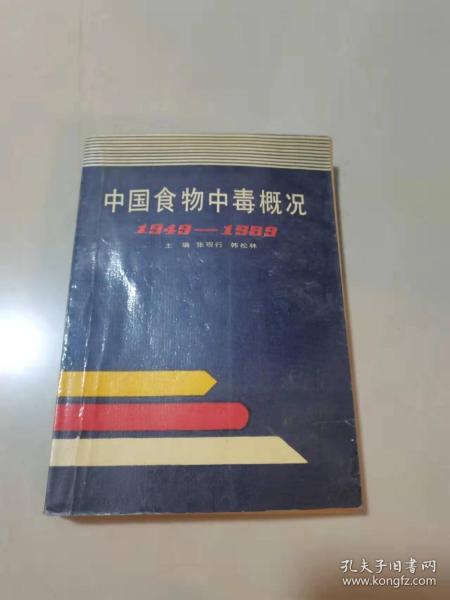 中国食物中毒概况
1949—1989
主 编 张观行 韩松林
孔夫子旧书网
www.kongfz.com